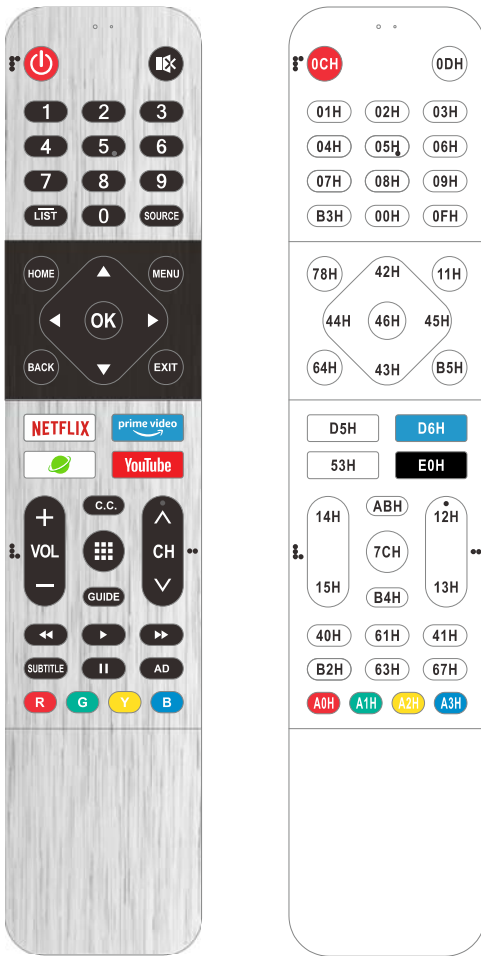 1 2 3
4 5 6
7 8 9
LIST 0 SOURCE
HOME MENU
OK
BACK EXIT
NETFLIX prime video
YouTube
C.C.
+
VOL CH
−
GUIDE
SUBTITLE AD
R G Y B
0CH 0DH
01H 02H 03H
04H 05H 06H
07H 08H 09H
B3H 00H 0FH
78H 42H 11H
44H 46H 45H
64H 43H B5H
D5H D6H
53H E0H
14H ABH 12H
7CH
15H B4H 13H
40H 61H 41H
B2H 63H 67H
A0H A1H A2H A3H